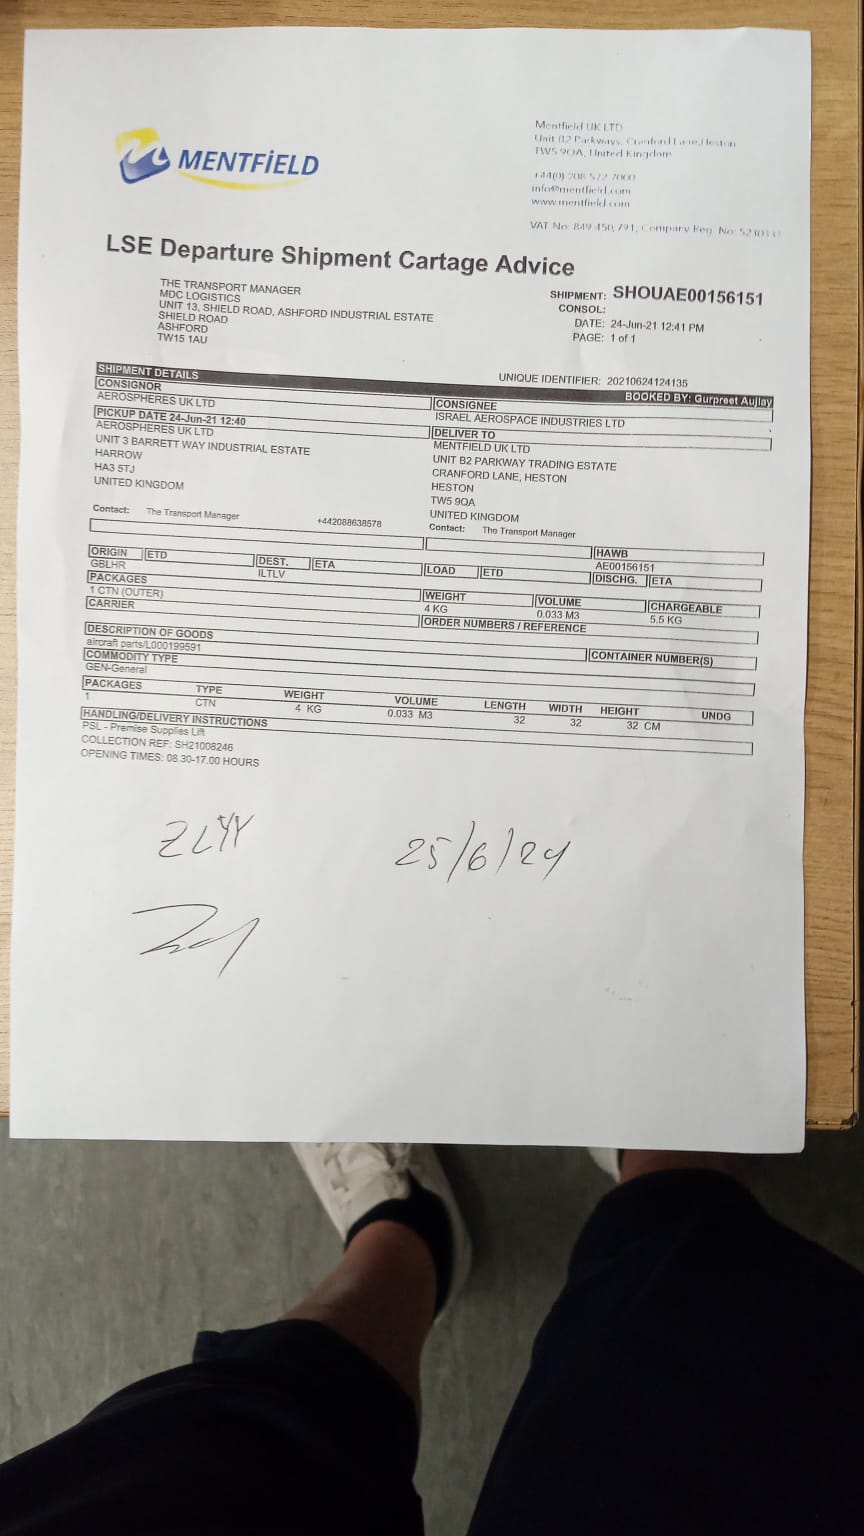 MENTFiELD
Mentfield UK LTD
Unit B2 Parkways, Cranford Lane,Heston
TW5 9QA, United Kingdom
+44(0) 208 572 7000
info@mentfield.com
www.mentfield.com
VAT No: 849 450 791, Company Reg. No:
LSE Departure Shipment Cartage Advice
THE TRANSPORT MANAGER
MDC LOGISTICS
UNIT 13, SHIELD ROAD, ASHFORD INDUSTRIAL ESTATE
SHIELD ROAD
ASHFORD
TW15 1AU
SHIPMENT: SHOUAE00156151
CONSOL:
DATE: 24-Jun-21 12:41 PM
PAGE: 1 of 1
UNIQUE IDENTIFIER: 20210624124135
SHIPMENT DETAILS BOOKED BY: Gurpreet Aujlay
CONSIGNOR
AEROSPHERES UK LTD
PICKUP DATE 24-Jun-21 12:40
AEROSPHERES UK LTD
UNIT 3 BARRETT WAY INDUSTRIAL ESTATE
HARROW
HA3 5TJ
UNITED KINGDOM
Contact: The Transport Manager +442088638578
CONSIGNEE
ISRAEL AEROSPACE INDUSTRIES LTD
DELIVER TO
MENTFIELD UK LTD
UNIT B2 PARKWAY TRADING ESTATE
CRANFORD LANE, HESTON
HESTON
TW5 9QA
UNITED KINGDOM
Contact: The Transport Manager
HAWB
AE00156151
ORIGIN ETD DEST. ETA LOAD ETD DISCHG. ETA
GBLHR ILTLV
PACKAGES WEIGHT VOLUME CHARGEABLE
1 CTN (OUTER) 4 KG 0.033 M3 5.5 KG
CARRIER ORDER NUMBERS / REFERENCE
DESCRIPTION OF GOODS CONTAINER NUMBER(S)
aircraft parts/L000199591
COMMODITY TYPE
GEN-General
PACKAGES TYPE WEIGHT VOLUME LENGTH WIDTH HEIGHT UNDG
1 CTN 4 KG 0.033 M3 32 32 32 CM
HANDLING/DELIVERY INSTRUCTIONS
PSL - Premise Supplies Lift
COLLECTION REF: SH21008246
OPENING TIMES: 08.30-17.00 HOURS
25/6/21